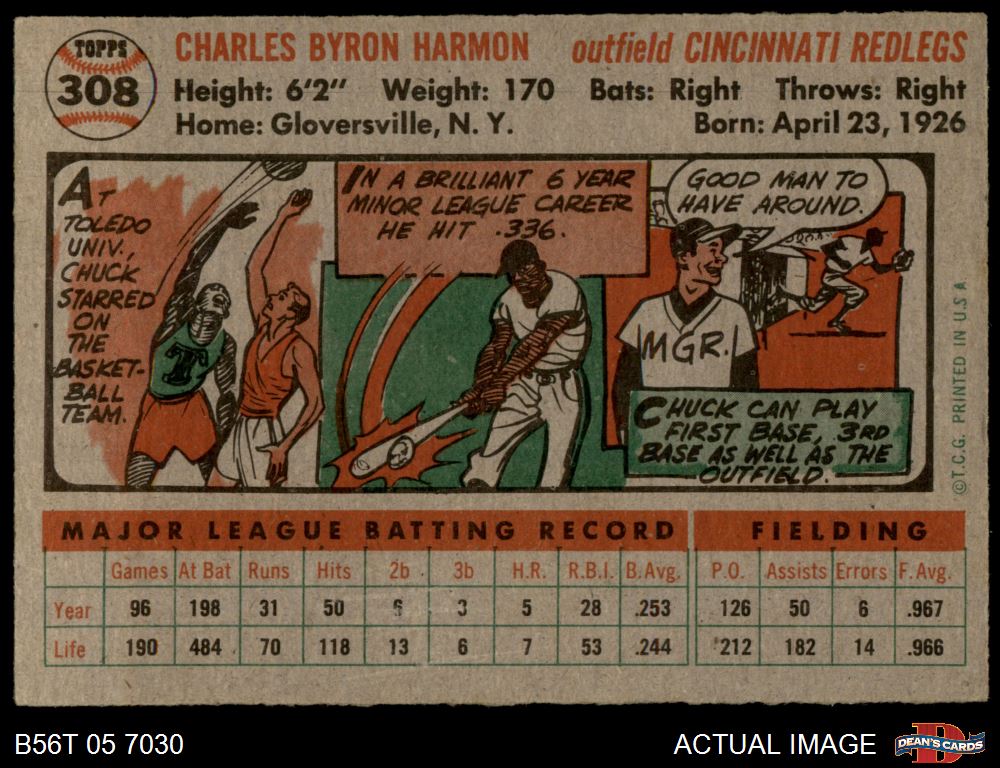 TOPPS
308
CHARLES BYRON HARMON outfield CINCINNATI REDLEGS
Height: 6'2" Weight: 170 Bats: Right Throws: Right
Home: Gloversville, N. Y. Born: April 23, 1926
AT
TOLEDO
UNIV.,
CHUCK
STARRED
ON
THE
BASKET-
BALL
TEAM.
T
IN A BRILLIANT 6 YEAR
MINOR LEAGUE CAREER
HE HIT .336.
GOOD MAN TO
HAVE AROUND.
MGR.
CHUCK CAN PLAY
FIRST BASE, 3RD
BASE AS WELL AS THE
OUTFIELD.
©T.C.G. PRINTED IN U.S.A
MAJOR LEAGUE BATTING RECORD FIELDING
Games At Bat Runs Hits 2b 3b H.R. R.B.I. B.Avg. P.O. Assists Errors F.Avg.
Year 96 198 31 50 3 5 28 .253 126 50 6 .967
Life 190 484 70 118 13 6 7 53 .244 212 182 14 .966
B56T 05 7030 ACTUAL IMAGE
D
DEAN'S CARDS